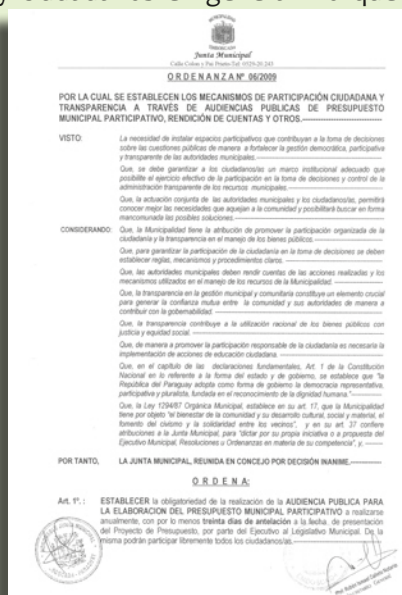 Junta Municipal
ORDENANZA Nº 06/2009
POR LA CUAL SE ESTABLECEN LOS MECANISMOS DE PARTICIPACIÓN CIUDADANA Y
TRANSPARENCIA A TRAVÉS DE AUDIENCIAS PUBLICAS DE PRESUPUESTO
MUNICIPAL PARTICIPATIVO, RENDICIÓN DE CUENTAS Y OTROS.
VISTO: La necesidad de instalar espacios participativos que contribuyan a la toma de decisiones
sobre las cuestiones públicas de manera a fortalecer la gestión democrática, participativa
y transparente de las autoridades municipales.
Que, se debe garantizar a los ciudadanos/as un marco institucional adecuado que
posibilite el ejercicio efectivo de la participación en la toma de decisiones y control de la
administración transparente de los recursos municipales.
Que, la actuación conjunta de las autoridades municipales y los ciudadanos/as, permitirá
conocer mejor las necesidades que aquejan a la comunidad y posibilitará buscar en forma
mancomunada las posibles soluciones.
CONSIDERANDO: Que, la Municipalidad tiene la atribución de promover la participación organizada de la
ciudadanía y la transparencia en el manejo de los bienes públicos.
Que, para garantizar la participación de la ciudadanía en la toma de decisiones se deben
establecer reglas, mecanismos y procedimientos claros.
Que, las autoridades municipales deben rendir cuentas de las acciones realizadas y los
mecanismos utilizados en el manejo de los recursos de la Municipalidad.
Que, la transparencia en la gestión municipal y comunitaria constituye un elemento crucial
para generar la confianza mutua entre la comunidad y sus autoridades de manera a
contribuir con la gobernabilidad.
Que, la transparencia contribuye a la utilización racional de los bienes públicos con
justicia y equidad social.
Que, de manera a promover la participación responsable de la ciudadanía es necesaria la
implementación de acciones de educación ciudadana.
Que, en el capítulo de las declaraciones fundamentales, Art. 1 de la Constitución
Nacional en lo referente a la forma del estado y de gobierno, se establece que "la
República del Paraguay adopta como forma de gobierno la democracia representativa,
participativa y pluralista, fundada en el reconocimiento de la dignidad humana."
Que, la Ley 1294/87 Orgánica Municipal, establece en su art. 17, que la Municipalidad
tiene por objeto "el bienestar de la comunidad y su desarrollo cultural, social y material, el
fomento del civismo y la solidaridad entre los vecinos", y en su art. 37 confiere
atribuciones a la Junta Municipal, para "dictar por su propia iniciativa o a propuesta del
Ejecutivo Municipal, Resoluciones u Ordenanzas en materia de su competencia", y,
POR TANTO, LA JUNTA MUNICIPAL, REUNIDA EN CONCEJO POR DECISIÓN INANIME.
ORDENA:
Art. 1º. : ESTABLECER la obligatoriedad de la realización de la AUDIENCIA PUBLICA PARA
LA ELABORACION DEL PRESUPUESTO MUNICIPAL PARTICIPATIVO a realizarse
anualmente, con por lo menos treinta días de antelación a la fecha, de presentación
del Proyecto de Presupuesto, por parte del Ejecutivo al Legislativo Municipal. De la
misma podrán participar libremente todos los ciudadanos/as.